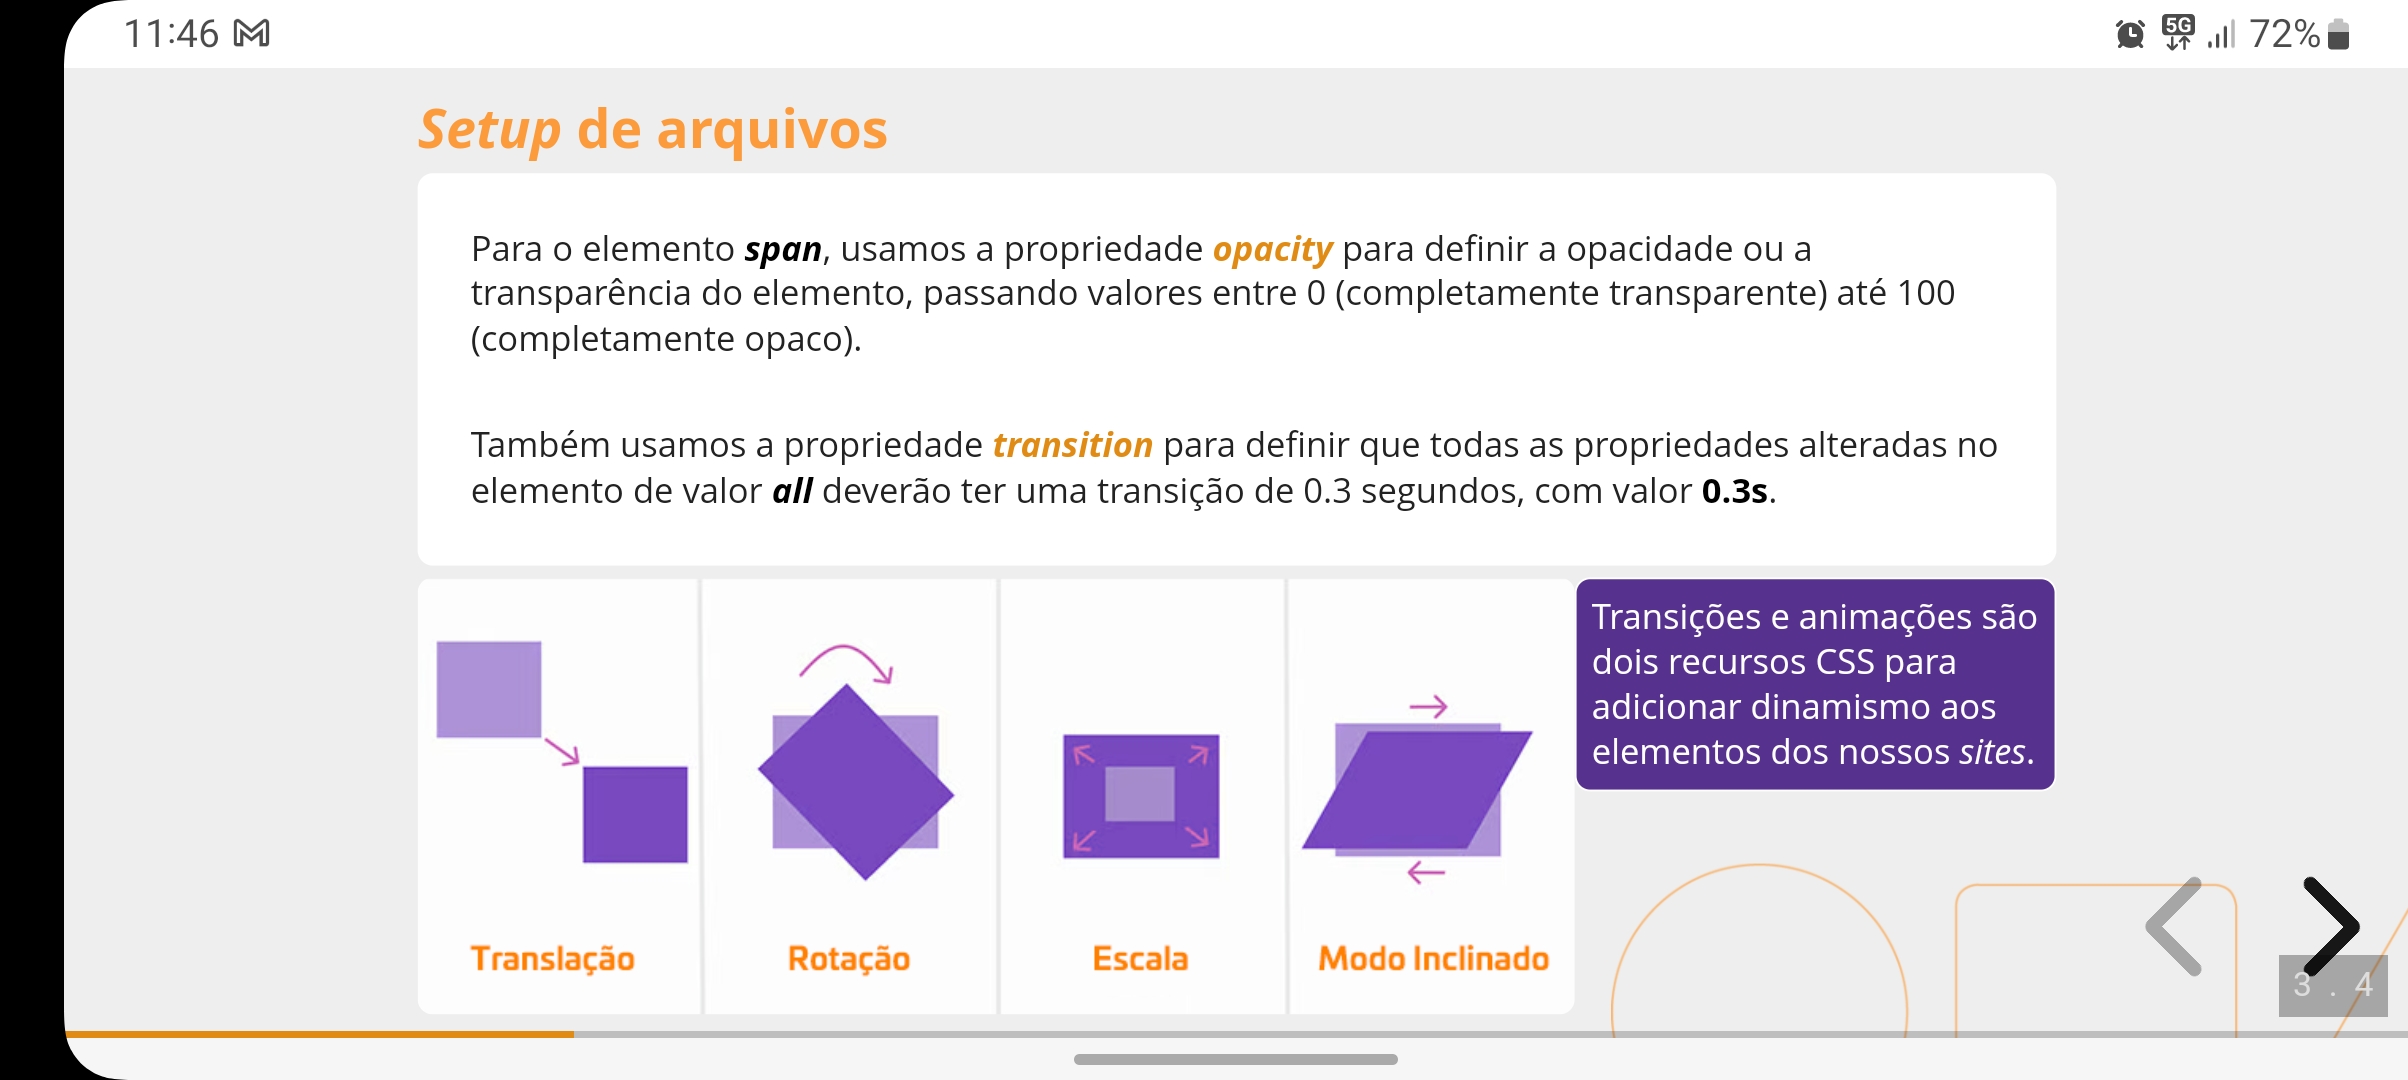 11:46
5G
72%
Setup de arquivos
Para o elemento span, usamos a propriedade opacity para definir a opacidade ou a
transparência do elemento, passando valores entre 0 (completamente transparente) até 100
(completamente opaco).
Também usamos a propriedade transition para definir que todas as propriedades alteradas no
elemento de valor all deverão ter uma transição de 0.3 segundos, com valor 0.3s.
Transições e animações são
dois recursos CSS para
adicionar dinamismo aos
elementos dos nossos sites.
Translação
Rotação
Escala
Modo Inclinado
3 . 4